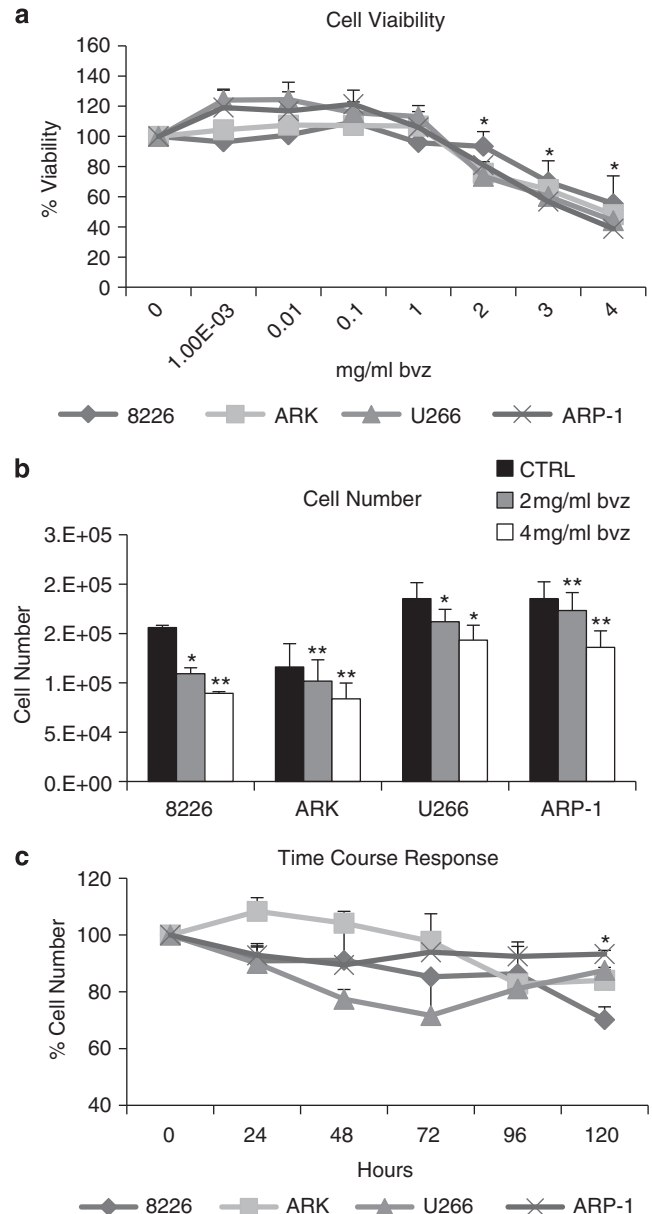 a
Cell Viaibility
160
140
120
100
80
60
40
20
0
% Viability
0 1.00E-03 0.01 0.1 1 2 3 4
* * *
mg/ml bvz
8226 ARK U266 ARP-1
b
Cell Number
CTRL
2mg/ml bvz
4mg/ml bvz
3.E+05
2.E+05
2.E+05
1.E+05
5.E+04
0.E+00
Cell Number
* ** ** ** * * ** **
8226 ARK U266 ARP-1
c
Time Course Response
120
100
80
60
40
% Cell Number
*
0 24 48 72 96 120
Hours
8226 ARK U266 ARP-1